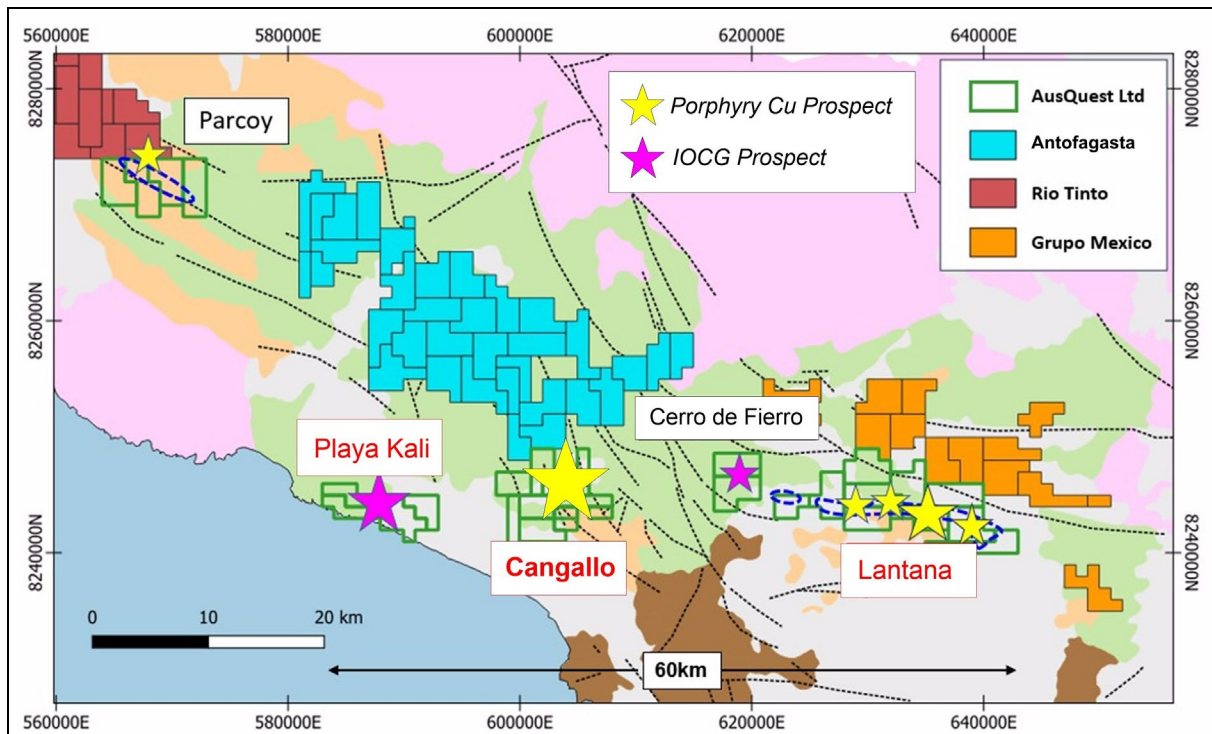 560000E 580000E 600000E 620000E 640000E
8280000N
8260000N
8240000N
8280000N
8260000N
8240000N
Porphyry Cu Prospect
IOCG Prospect
AusQuest Ltd
Antofagasta
Rio Tinto
Grupo Mexico
Parcoy
Cerro de Fierro
Playa Kali
Cangallo
Lantana
0 10 20 km
60km
560000E 580000E 600000E 620000E 640000E